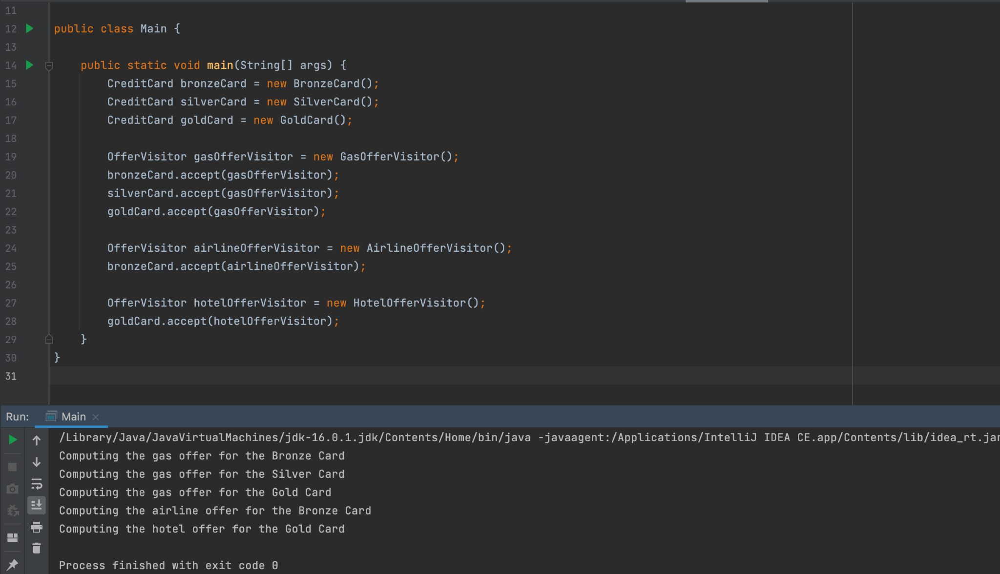 11
12 public class Main {
13
14 public static void main(String[] args) {
15 CreditCard bronzeCard = new BronzeCard();
16 CreditCard silverCard = new SilverCard();
17 CreditCard goldCard = new GoldCard();
18
19 OfferVisitor gasOfferVisitor = new GasOfferVisitor();
20 bronzeCard.accept(gasOfferVisitor);
21 silverCard.accept(gasOfferVisitor);
22 goldCard.accept(gasOfferVisitor);
23
24 OfferVisitor airlineOfferVisitor = new AirlineOfferVisitor();
25 bronzeCard.accept(airlineOfferVisitor);
26
27 OfferVisitor hotelOfferVisitor = new HotelOfferVisitor();
28 goldCard.accept(hotelOfferVisitor);
29 }
30 }
31
Run: Main
/Library/Java/JavaVirtualMachines/jdk-16.0.1.jdk/Contents/Home/bin/java -javaagent:/Applications/IntelliJ IDEA CE.app/Contents/lib/idea_rt.jar
Computing the gas offer for the Bronze Card
Computing the gas offer for the Silver Card
Computing the gas offer for the Gold Card
Computing the airline offer for the Bronze Card
Computing the hotel offer for the Gold Card
Process finished with exit code 0